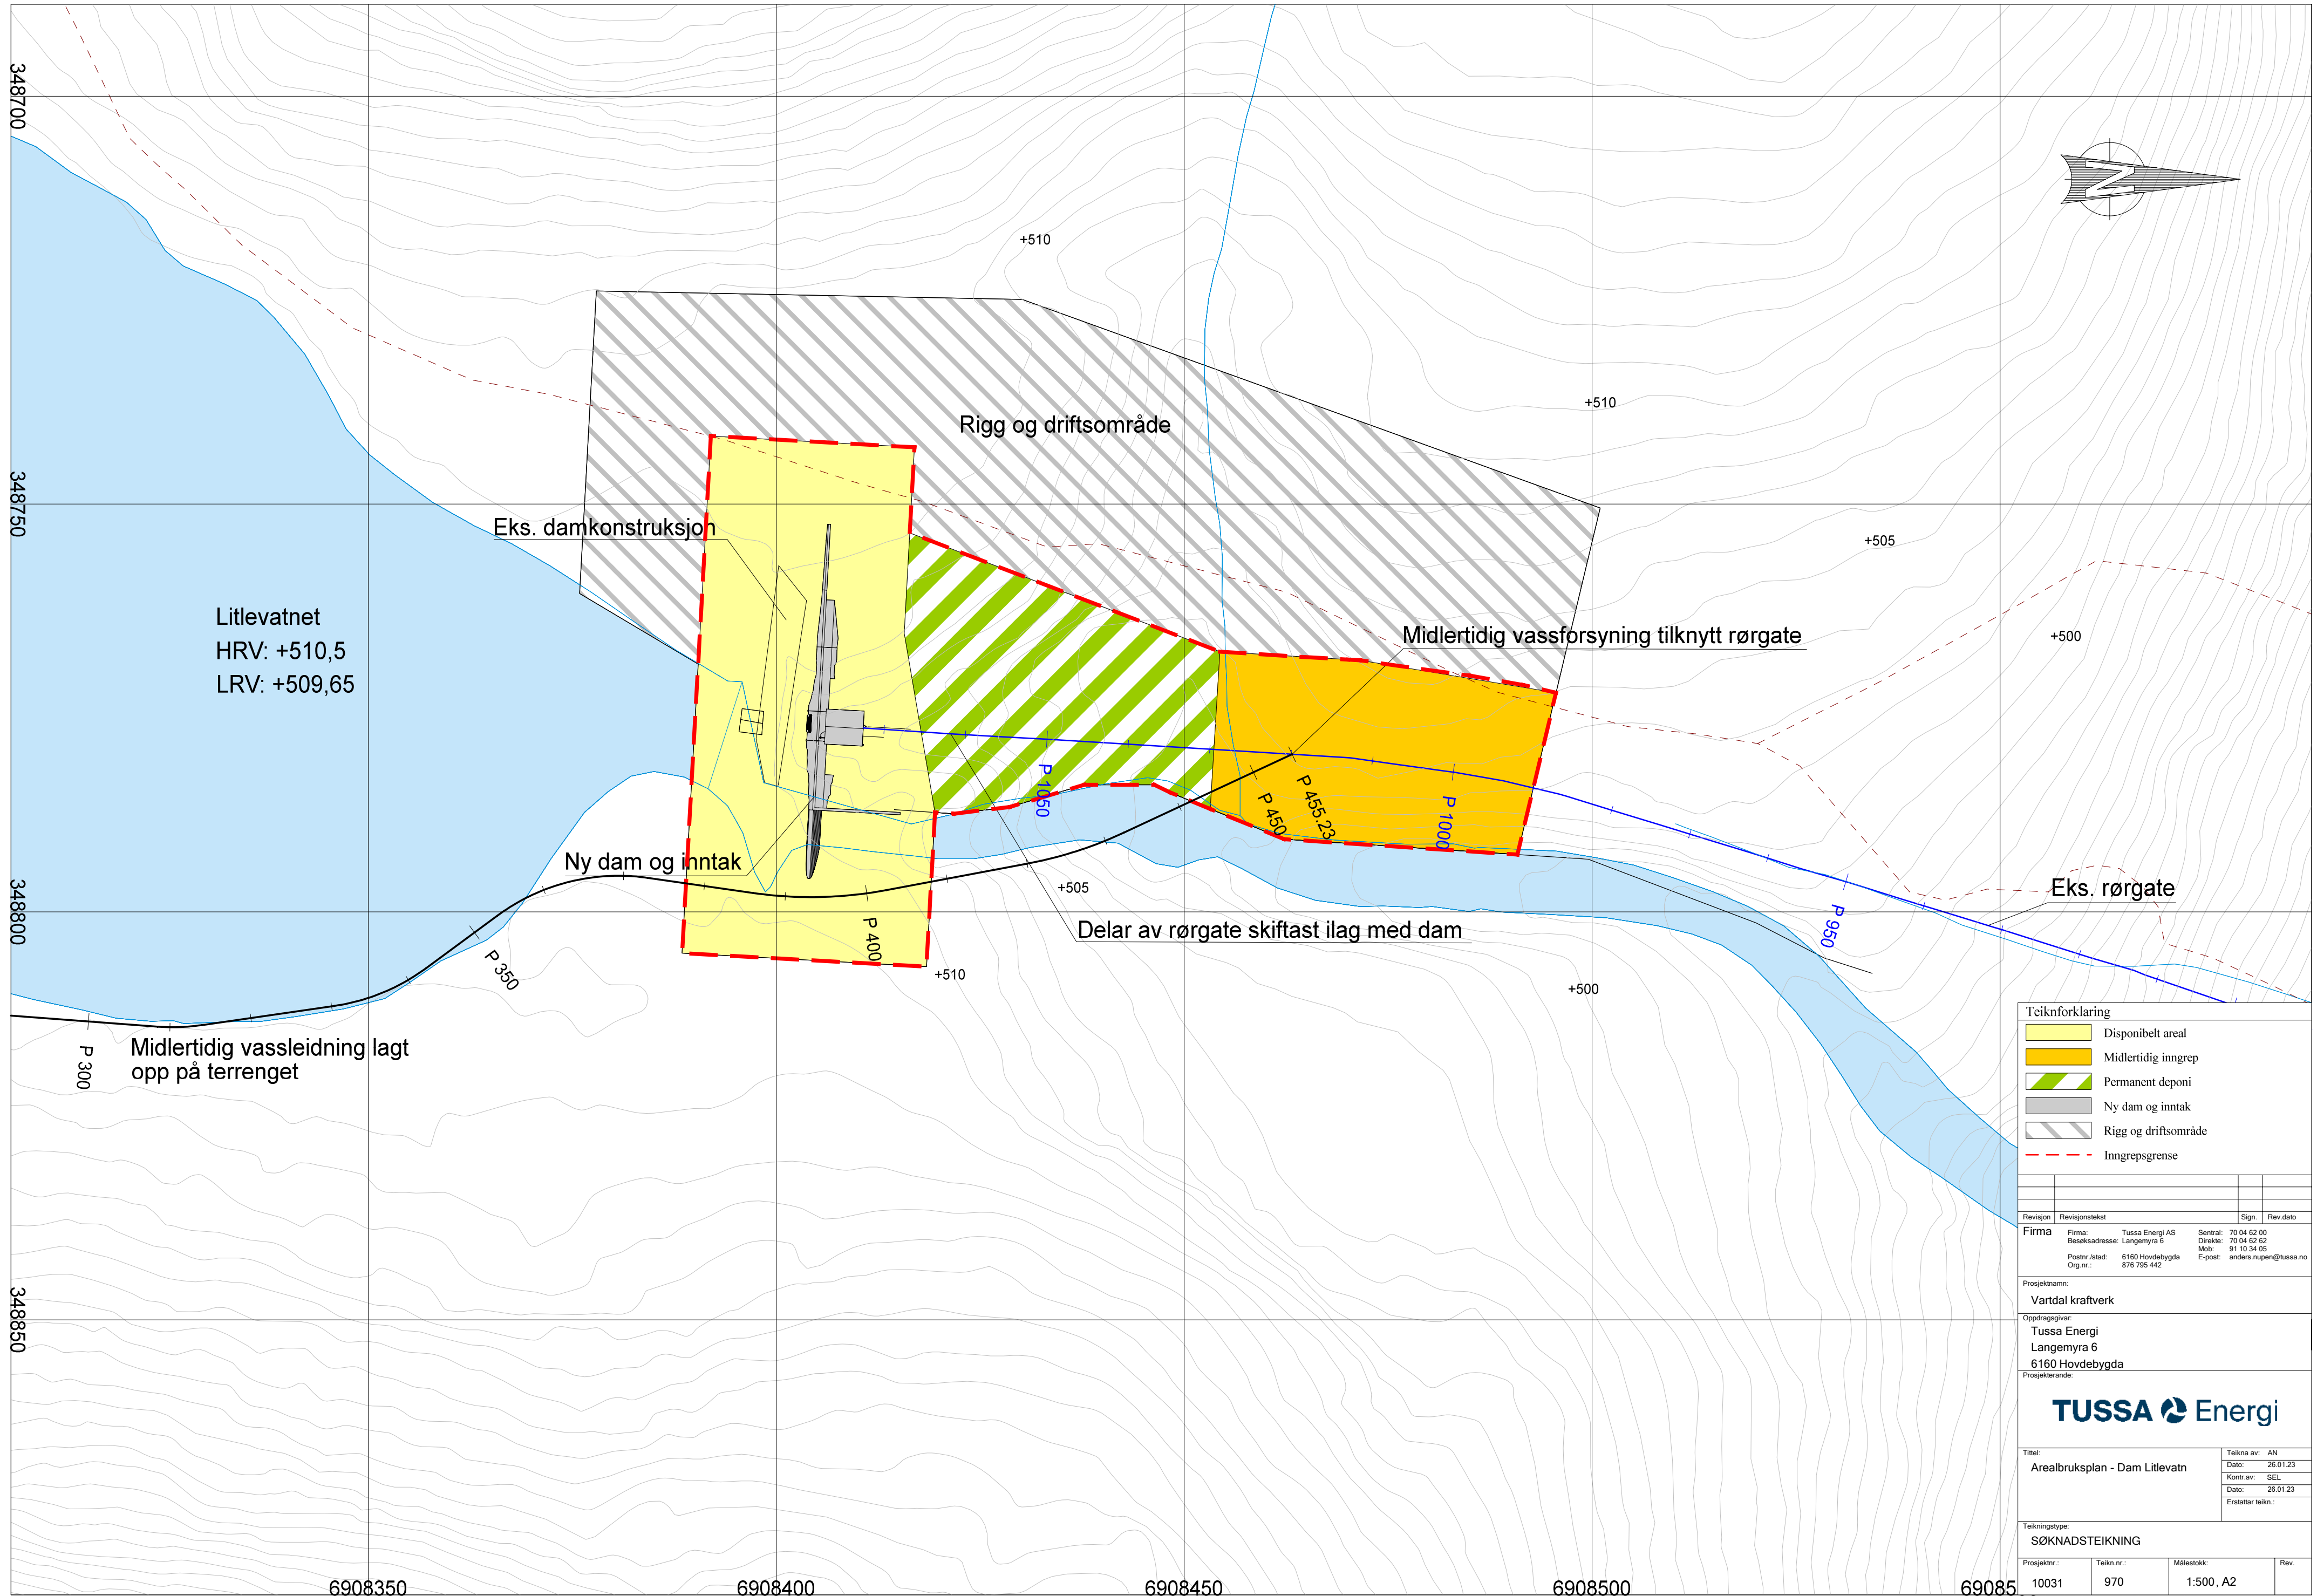 348700
348750
348800
348850
6908350
6908400
6908450
6908500
69085
N
+510
+510
+505
+500
+505
+510
+500
Rigg og driftsområde
Eks. damkonstruksjon
Midlertidig vassforsyning tilknytt rørgate
Litlevatnet
HRV: +510,5
LRV: +509,65
Ny dam og inntak
Delar av rørgate skiftast ilag med dam
Eks. rørgate
Midlertidig vassleidning lagt
opp på terrenget
P 300
P 350
P 400
P 450
P 455.23
P 1050
P 1000
P 950
Teiknforklaring
Disponibelt areal
Midlertidig inngrep
Permanent deponi
Ny dam og inntak
Rigg og driftsområde
Inngrepsgrense
Revisjon Revisjonstekst Sign. Rev.dato
Firma
Firma: Tussa Energi AS Sentral: 70 04 62 00
Besøksadresse: Langemyra 6 Direkte: 70 04 62 62
Mob: 91 10 34 05
Postnr./stad: 6160 Hovdebygda E-post: anders.nupen@tussa.no
Org.nr.: 876 795 442
Prosjektnamn:
Vartdal kraftverk
Oppdragsgivar:
Tussa Energi
Langemyra 6
6160 Hovdebygda
Prosjekterande:
TUSSA Energi
Tittel:
Arealbruksplan - Dam Litlevatn
Teikna av: AN
Dato: 26.01.23
Kontr.av: SEL
Dato: 26.01.23
Erstattar teikn.:
Teikningstype:
SØKNADSTEIKNING
Prosjektnr.: Teikn.nr.: Målestokk: Rev.
10031 970 1:500, A2